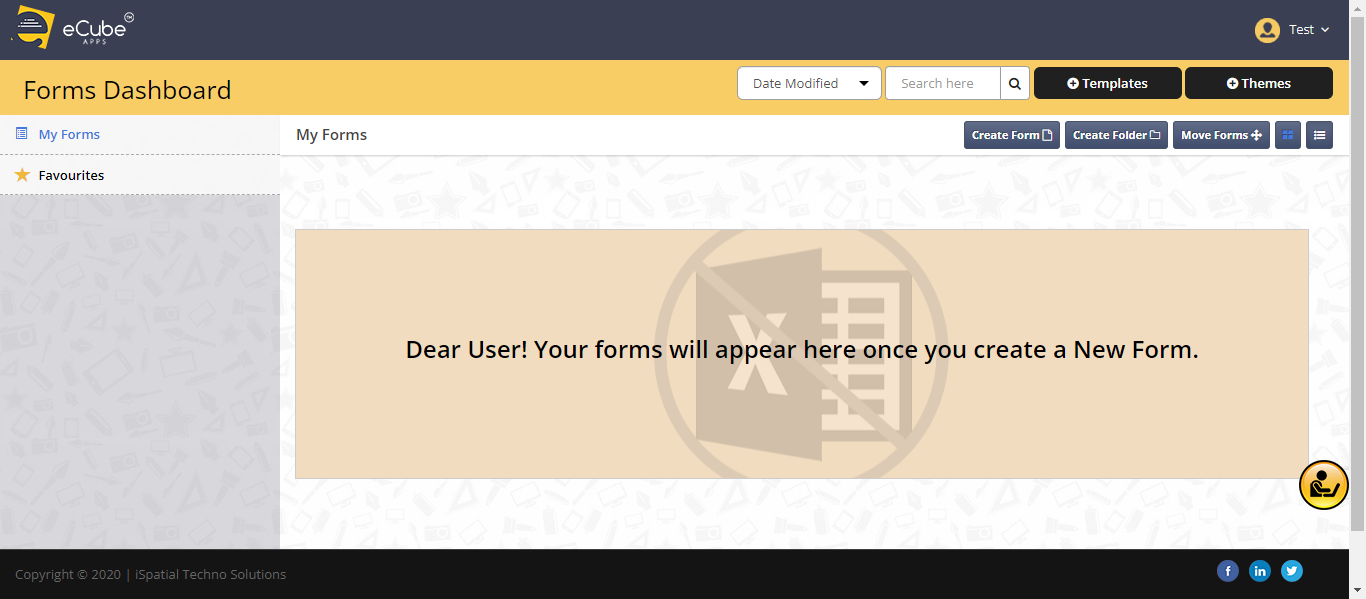 eCube TM
APPS
Test
Forms Dashboard
Date Modified
Search here
Templates
Themes
My Forms
Favourites
My Forms
Create Form
Create Folder
Move Forms
X
Dear User! Your forms will appear here once you create a New Form.
Copyright © 2020 | iSpatial Techno Solutions
f
in